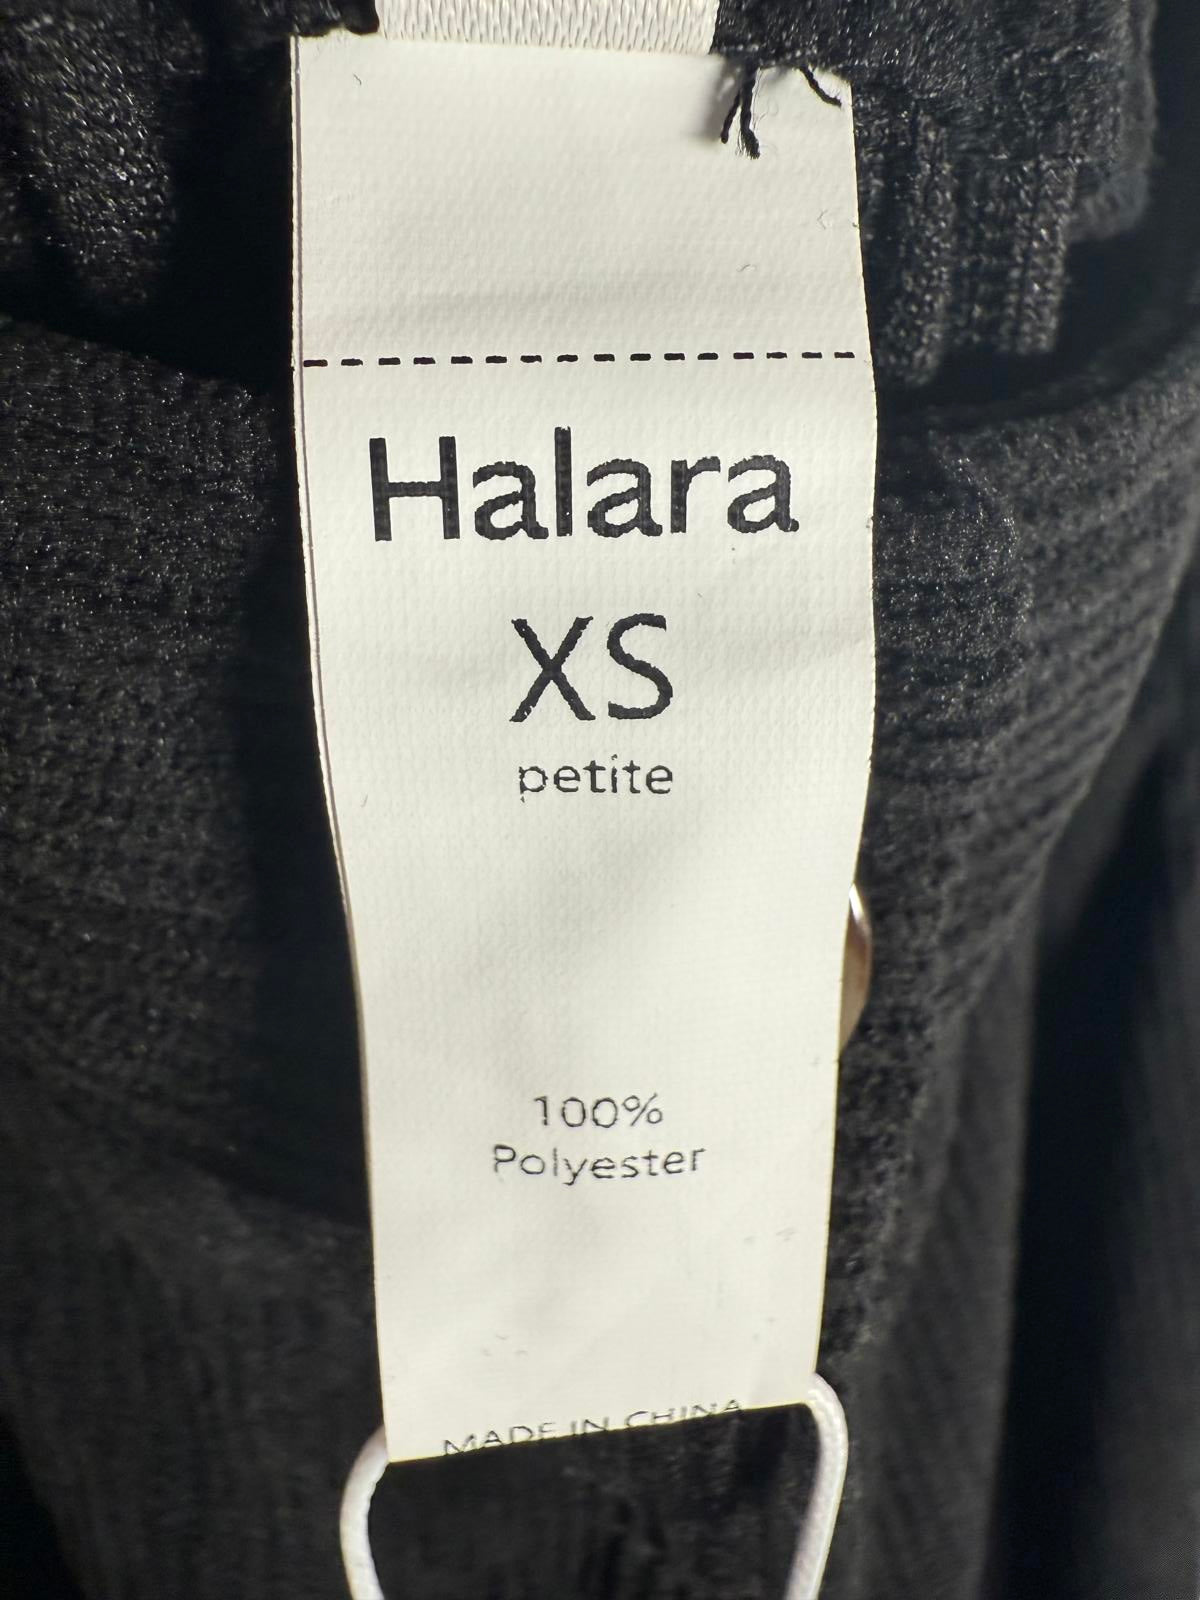 Halara
XS
petite
100%
Polyester
MADE IN CHINA